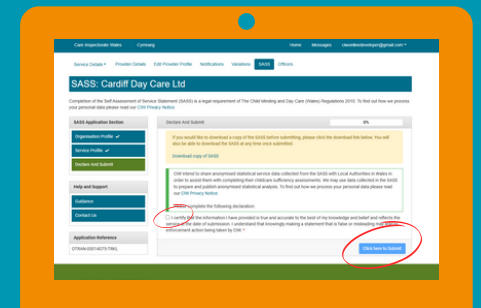 Care Inspectorate Wales Cymraeg Home Messages
Service Details Provider Details Edit Provider Profile Notifications Variations SASS Officers
SASS: Cardiff Day Care Ltd
Completion of the Self Assessment of Service Statement (SASS) is a legal requirement of The Child Minding and Day Care (Wales) Regulations 2010. To find out how we process
your personal data please read our CIW Privacy Notice.
SASS Application Section
Organisation Profile ✔
Service Profile ✔
Declare And Submit
Help and Support
Guidance
Contact Us
Application Reference
Declare And Submit 0%
If you would like to download a copy of the SASS before submitting, please click the download link below. You will
also be able to download the SASS at any time once submitted.
Download copy of SASS
CIW intend to share anonymised statistical service data collected from the SASS with Local Authorities in Wales in
order to assist them with completing their childcare sufficiency assessments. We may use data collected in the SASS
to prepare and publish anonymised statistical analysis. To find out how we process your personal data please read
our CIW Privacy Notice.
Please complete the following declaration:
I certify that the information I have provided is true and accurate to the best of my knowledge and belief and reflects the
service at the date of submission. I understand that knowingly making a statement that is false or misleading may
enforcement action being taken by CIW. *
Click here to Submit